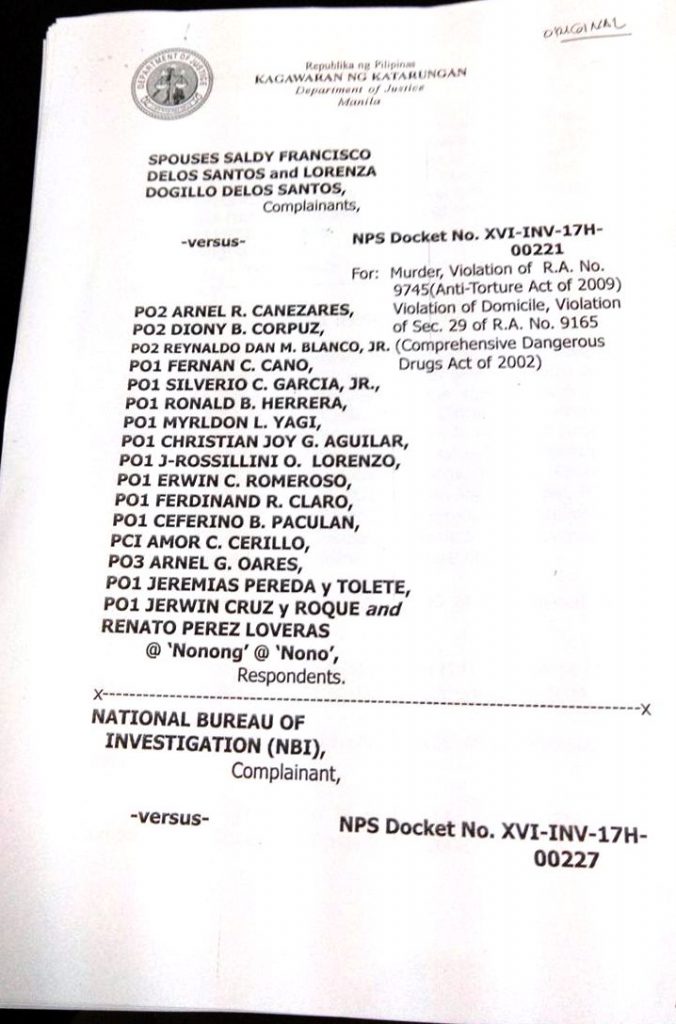 ORIGINAL
DEPARTMENT OF JUSTICE
Republika ng Pilipinas
KAGAWARAN NG KATARUNGAN
Department of Justice
Manila
SPOUSES SALDY FRANCISCO
DELOS SANTOS and LORENZA
DOGILLO DELOS SANTOS,
Complainants,
-versus-
NPS Docket No. XVI-INV-17H-
00221
For: Murder, Violation of R.A. No.
9745(Anti-Torture Act of 2009)
Violation of Domicile, Violation
of Sec. 29 of R.A. No. 9165
(Comprehensive Dangerous
Drugs Act of 2002)
PO2 ARNEL R. CANEZARES,
PO2 DIONY B. CORPUZ,
PO2 REYNALDO DAN M. BLANCO, JR.
PO1 FERNAN C. CANO,
PO1 SILVERIO C. GARCIA, JR.,
PO1 RONALD B. HERRERA,
PO1 MYRLDON L. YAGI,
PO1 CHRISTIAN JOY G. AGUILAR,
PO1 J-ROSSILLINI O. LORENZO,
PO1 ERWIN C. ROMEROSO,
PO1 FERDINAND R. CLARO,
PO1 CEFERINO B. PACULAN,
PCI AMOR C. CERILLO,
PO3 ARNEL G. OARES,
PO1 JEREMIAS PEREDA y TOLETE,
PO1 JERWIN CRUZ y ROQUE and
RENATO PEREZ LOVERAS
@ ‘Nonong’ @ ‘Nono’,
Respondents.
X-----------------------------------------------------------------X
NATIONAL BUREAU OF
INVESTIGATION (NBI),
Complainant,
-versus-
NPS Docket No. XVI-INV-17H-
00227